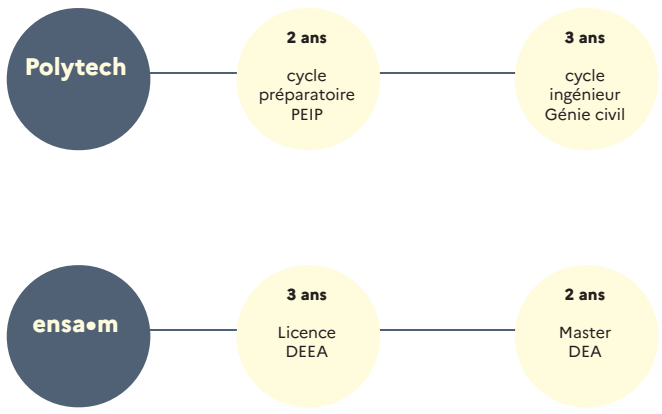 Polytech
2 ans
cycle
préparatoire
PEIP
3 ans
cycle
ingénieur
Génie civil
ensa•m
3 ans
Licence
DEEA
2 ans
Master
DEA